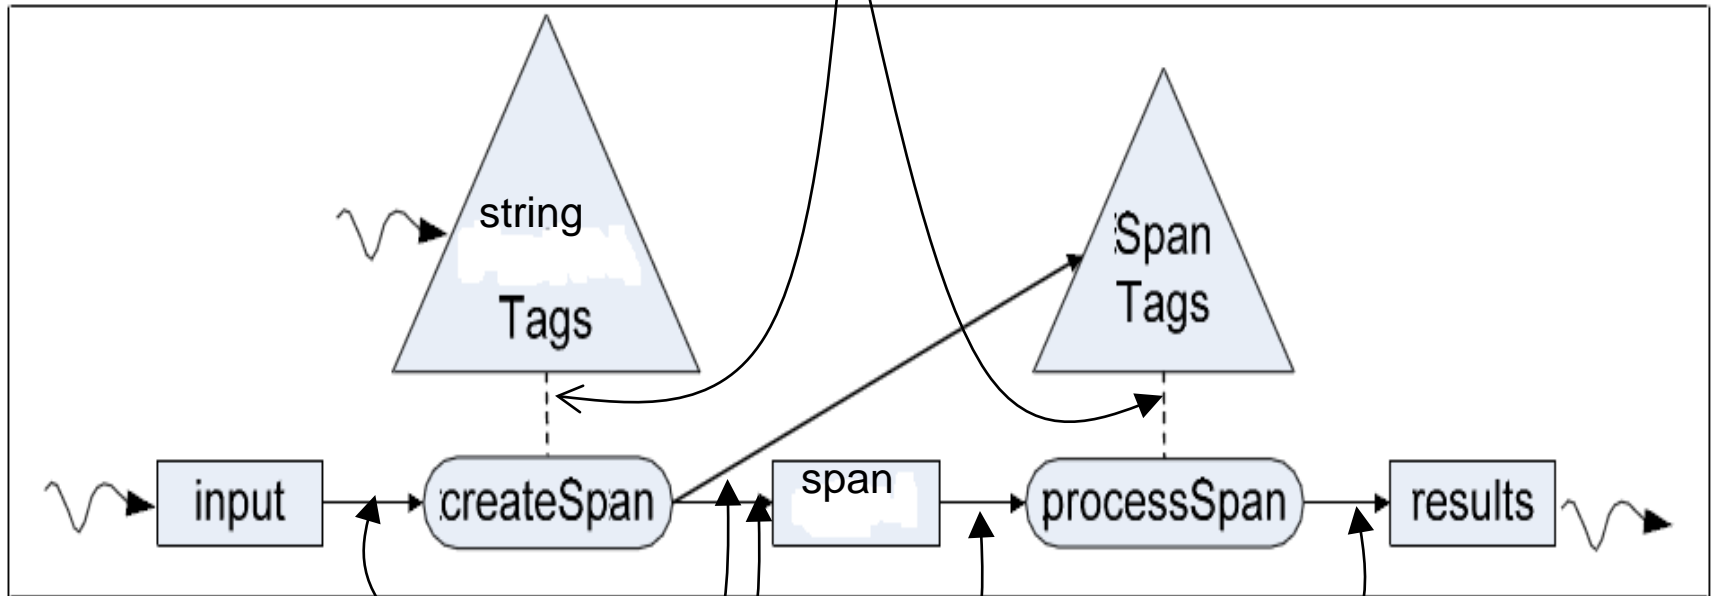 string
Tags
Span
Tags
input
createSpan
span
processSpan
results